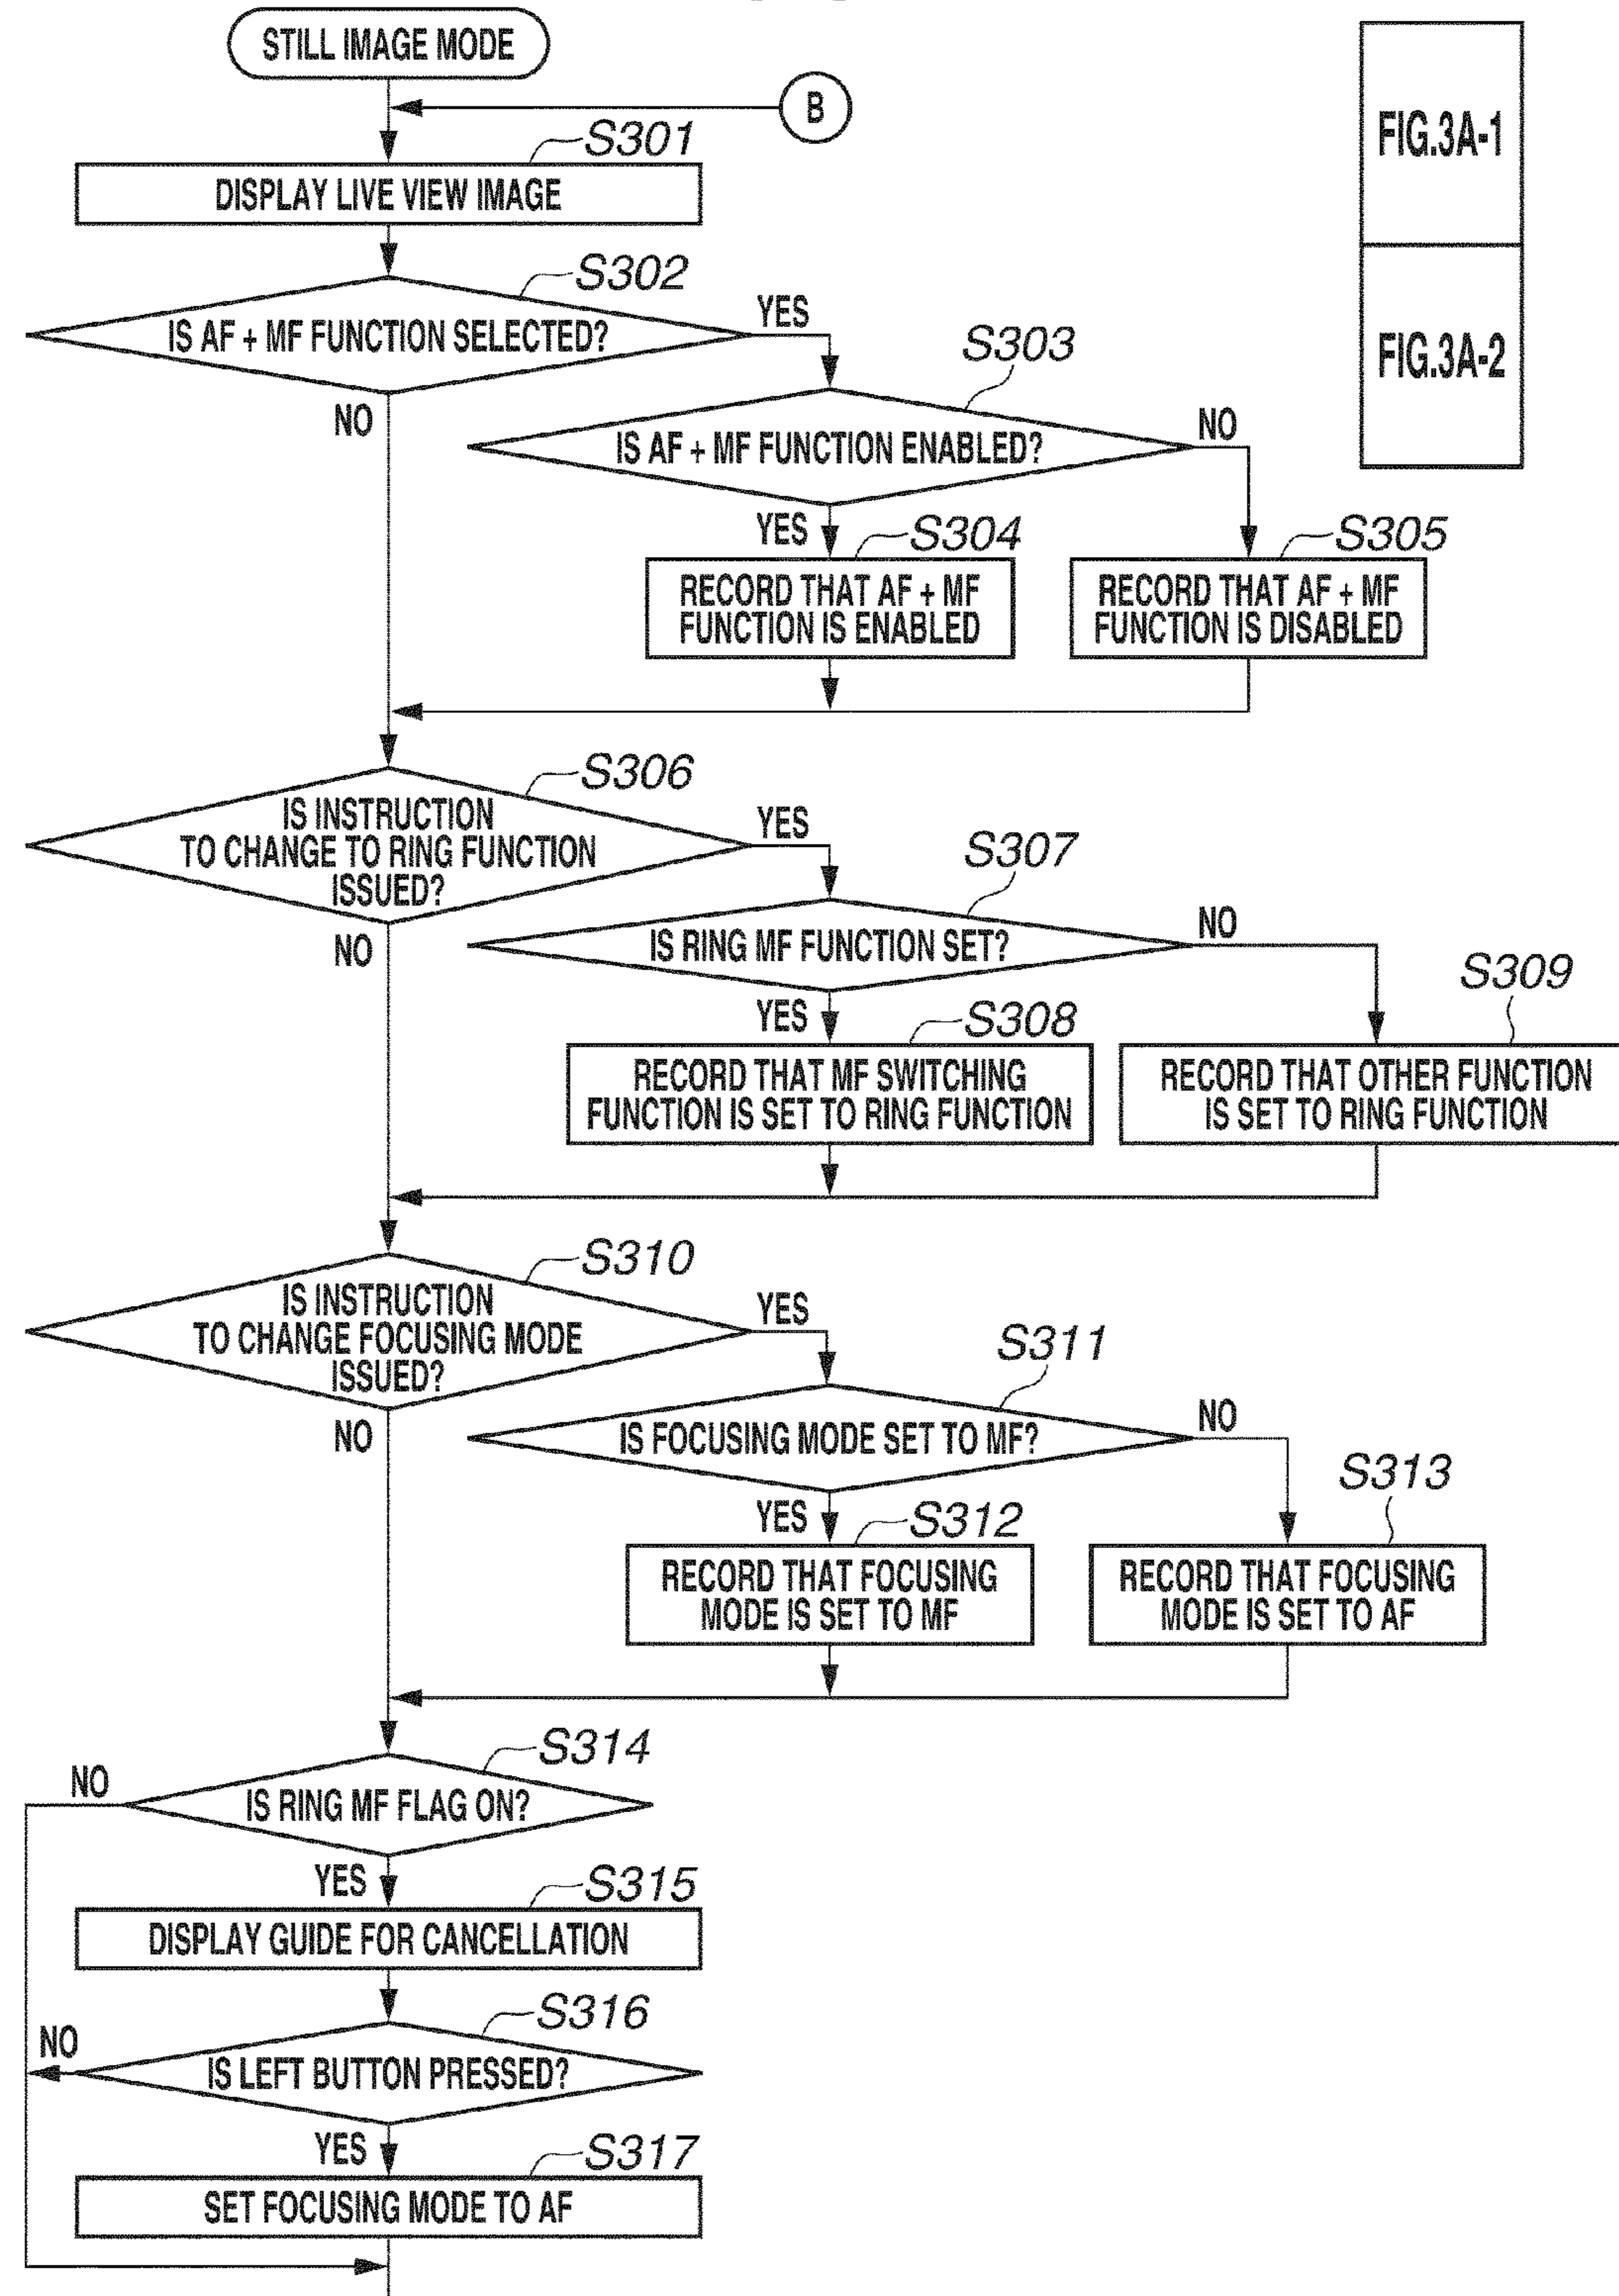 STILL IMAGE MODE
B
S301
DISPLAY LIVE VIEW IMAGE
FIG.3A-1
FIG.3A-2
S302
IS AF + MF FUNCTION SELECTED?
YES
NO
S303
IS AF + MF FUNCTION ENABLED?
NO
YES
S304
RECORD THAT AF + MF
FUNCTION IS ENABLED
S305
RECORD THAT AF + MF
FUNCTION IS DISABLED
S306
IS INSTRUCTION
TO CHANGE TO RING FUNCTION
ISSUED?
YES
NO
S307
IS RING MF FUNCTION SET?
NO
YES
S308
RECORD THAT MF SWITCHING
FUNCTION IS SET TO RING FUNCTION
S309
RECORD THAT OTHER FUNCTION
IS SET TO RING FUNCTION
S310
IS INSTRUCTION
TO CHANGE FOCUSING MODE
ISSUED?
YES
NO
S311
IS FOCUSING MODE SET TO MF?
NO
YES
S312
RECORD THAT FOCUSING
MODE IS SET TO MF
S313
RECORD THAT FOCUSING
MODE IS SET TO AF
S314
IS RING MF FLAG ON?
NO
YES
S315
DISPLAY GUIDE FOR CANCELLATION
S316
IS LEFT BUTTON PRESSED?
NO
YES
S317
SET FOCUSING MODE TO AF